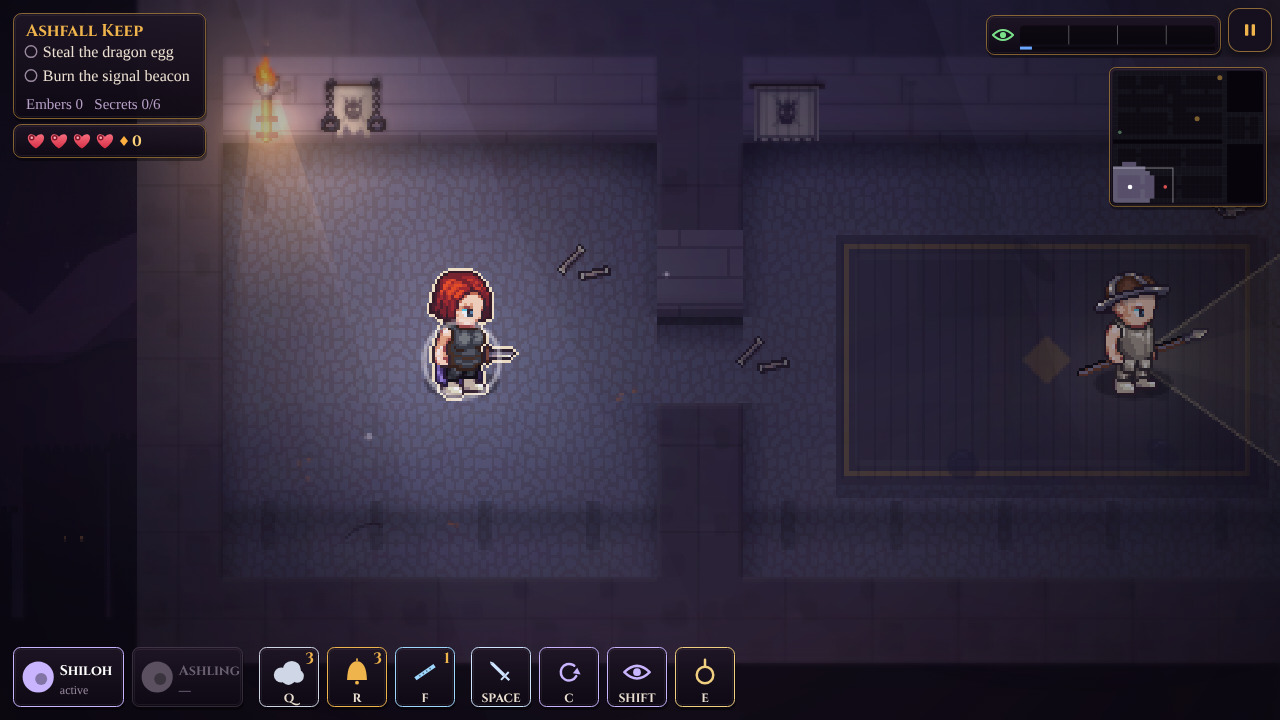 ASHFALL KEEP
Steal the dragon egg
Burn the signal beacon
Embers 0 Secrets 0/6
0
SHILOH
active
ASHLING
—
3
Q
3
R
1
F
SPACE
C
SHIFT
E